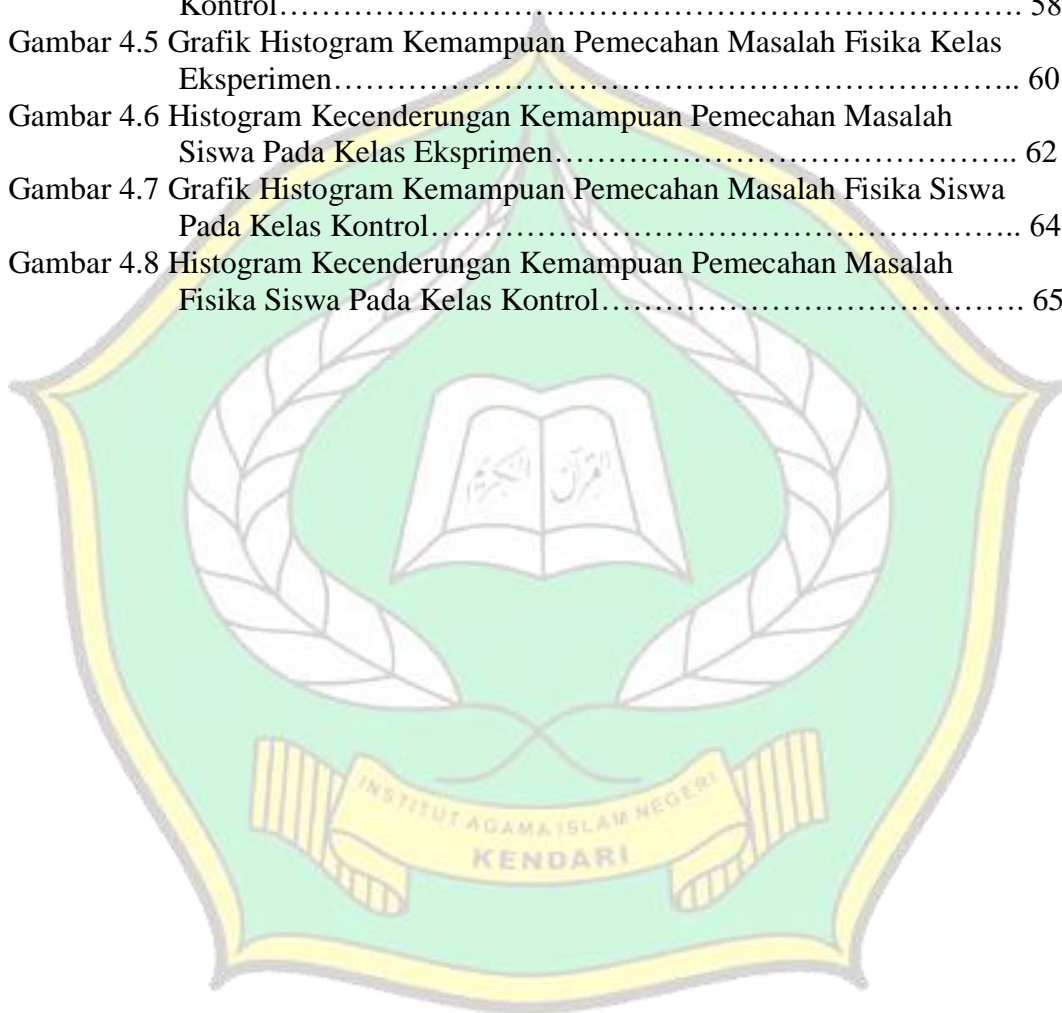 Kontrol…………………………………………………………… 58
Gambar 4.5 Grafik Histogram Kemampuan Pemecahan Masalah Fisika Kelas
Eksperimen……………………………………………………….. 60
Gambar 4.6 Histogram Kecenderungan Kemampuan Pemecahan Masalah
Siswa Pada Kelas Eksprimen…………………………………….. 62
Gambar 4.7 Grafik Histogram Kemampuan Pemecahan Masalah Fisika Siswa
Pada Kelas Kontrol……………………………………………….. 64
Gambar 4.8 Histogram Kecenderungan Kemampuan Pemecahan Masalah
Fisika Siswa Pada Kelas Kontrol…………………………………. 65
القرآن الكريم
INSTITUT AGAMA ISLAM NEGERI
KENDARI